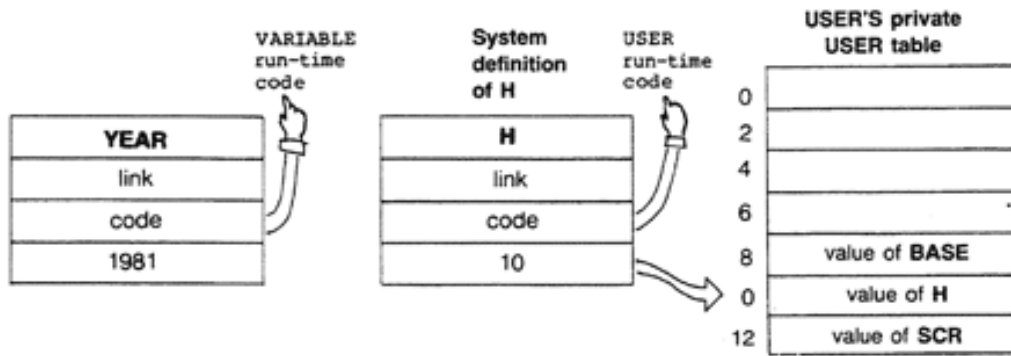 VARIABLE
run-time
code
YEAR
link
code
1981
System
definition
of H
USER
run-time
code
H
link
code
10
USER'S private
USER table
0
2
4
6
8 value of BASE
0 value of H
12 value of SCR